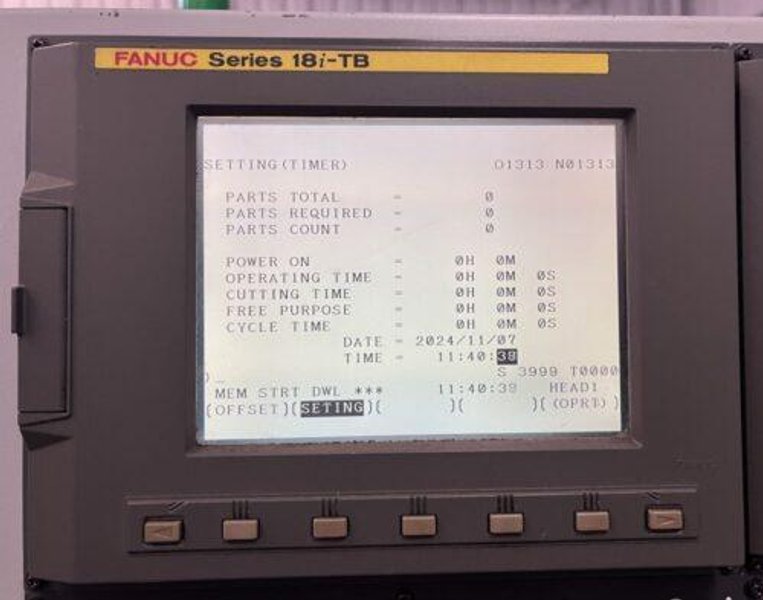 FANUC Series 18i-TB
SETTING(TIMER) O1313 N01313
PARTS TOTAL = 0
PARTS REQUIRED = 0
PARTS COUNT = 0
POWER ON = 0H 0M
OPERATING TIME = 0H 0M 0S
CUTTING TIME = 0H 0M 0S
FREE PURPOSE = 0H 0M 0S
CYCLE TIME = 0H 0M 0S
DATE = 2024/11/07
TIME = 11:40:38
)_
S 3999 T0000
MEM STRT DWL *** 11:40:38 HEAD1
(OFFSET)(SETING)( )( )( (OPRT) )